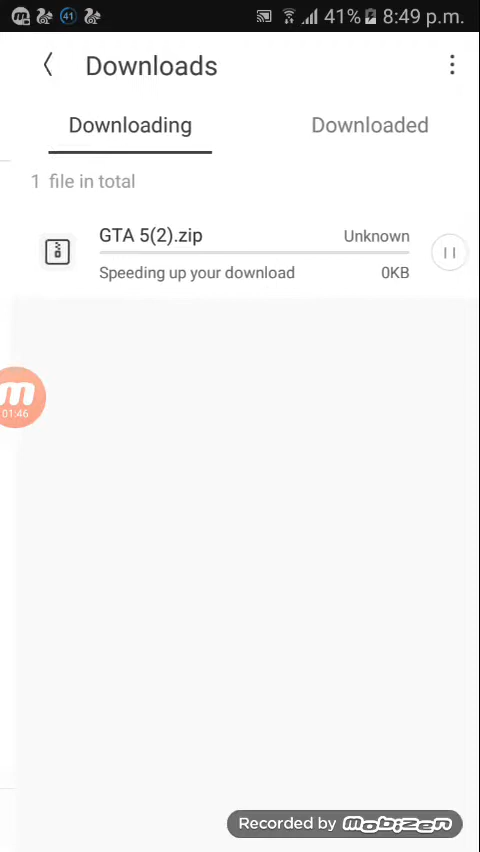 41 41% 8:49 p.m.
Downloads
Downloading Downloaded
1 file in total
GTA 5(2).zip Unknown
Speeding up your download 0KB
01:46
Recorded by mobizen